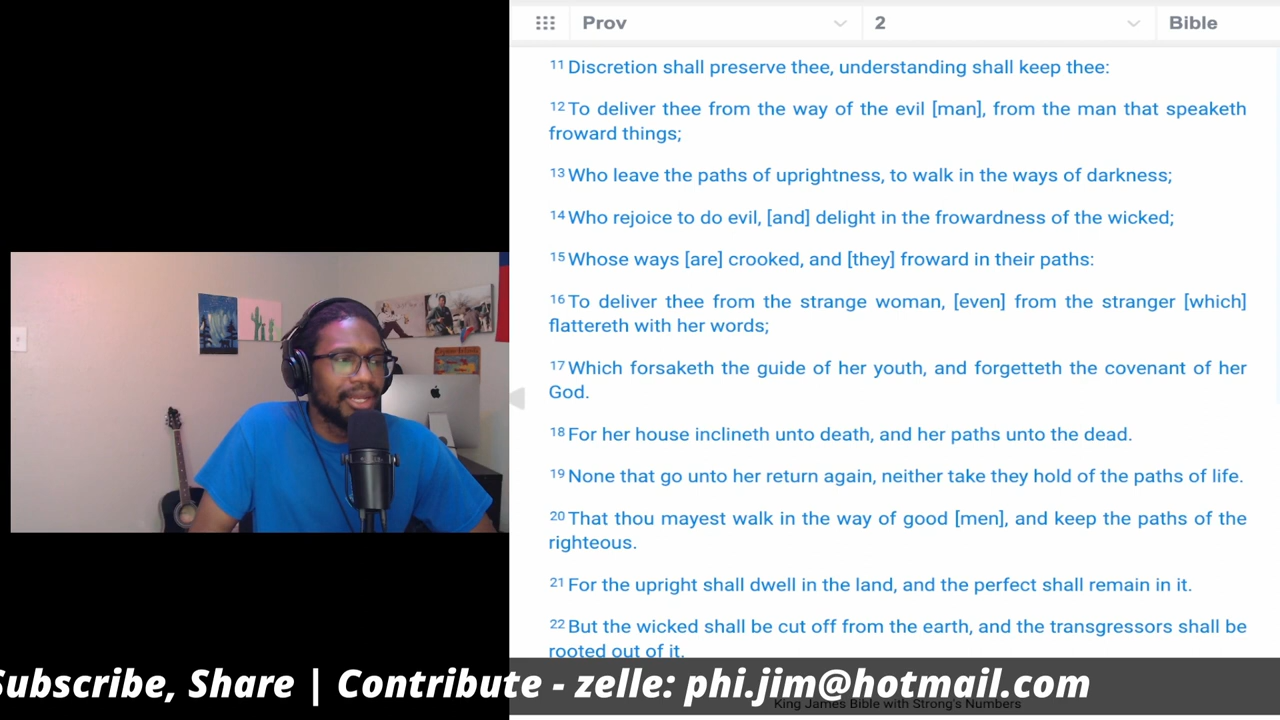 Prov
2
Bible
11 Discretion shall preserve thee, understanding shall keep thee:
12 To deliver thee from the way of the evil [man], from the man that speaketh
froward things;
13 Who leave the paths of uprightness, to walk in the ways of darkness;
14 Who rejoice to do evil, [and] delight in the frowardness of the wicked;
15 Whose ways [are] crooked, and [they] froward in their paths:
16 To deliver thee from the strange woman, [even] from the stranger [which]
flattereth with her words;
17 Which forsaketh the guide of her youth, and forgetteth the covenant of her
God.
18 For her house inclineth unto death, and her paths unto the dead.
19 None that go unto her return again, neither take they hold of the paths of life.
20 That thou mayest walk in the way of good [men], and keep the paths of the
righteous.
21 For the upright shall dwell in the land, and the perfect shall remain in it.
22 But the wicked shall be cut off from the earth, and the transgressors shall be
rooted out of it.
Subscribe, Share | Contribute - zelle: phi.jim@hotmail.com
King James Bible with Strong's Numbers